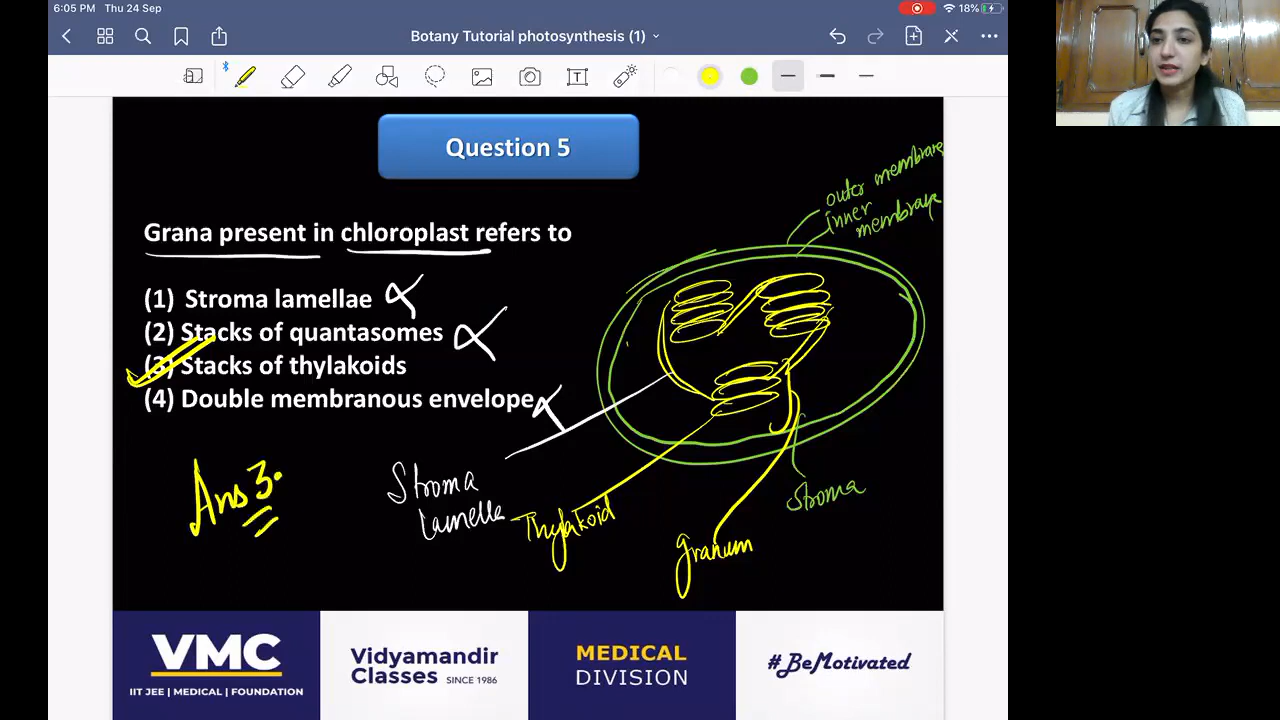 6:05 PM Thu 24 Sep
18%
Botany Tutorial photosynthesis (1)
T
Question 5
outer membrane
inner
membrane
Grana present in chloroplast refers to
(1) Stroma lamellae
(2) Stacks of quantasomes
(3) Stacks of thylakoids
(4) Double membranous envelope
Ans 3.
Stroma
lamella
Thylakoid
Stroma
granum
VMC
IIT JEE | MEDICAL | FOUNDATION
Vidyamandir
Classes SINCE 1986
MEDICAL
DIVISION
#BeMotivated